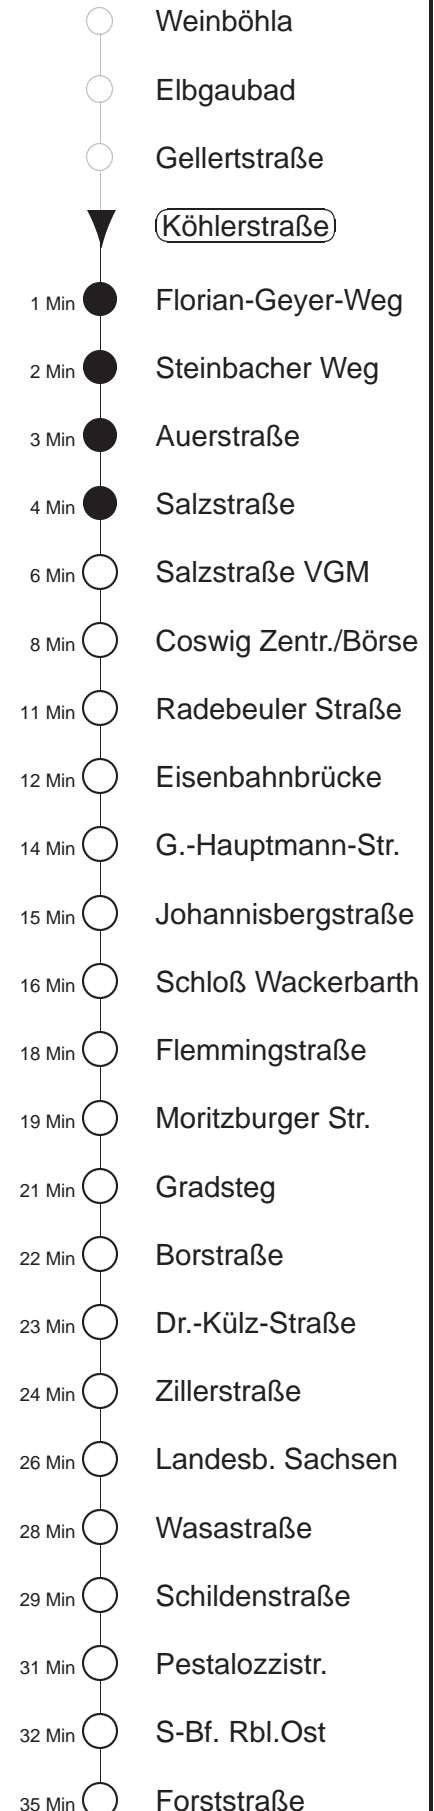 Weinböhla
Elbgaubad
Gellertstraße
Köhlerstraße
1 Min Florian-Geyer-Weg
2 Min Steinbacher Weg
3 Min Auerstraße
4 Min Salzstraße
6 Min Salzstraße VGM
8 Min Coswig Zentr./Börse
11 Min Radebeuler Straße
12 Min Eisenbahnbrücke
14 Min G.-Hauptmann-Str.
15 Min Johannisbergstraße
16 Min Schloß Wackerbarth
18 Min Flemmingstraße
19 Min Moritzburger Str.
21 Min Gradsteg
22 Min Borstraße
23 Min Dr.-Külz-Straße
24 Min Zillerstraße
26 Min Landesb. Sachsen
28 Min Wasastraße
29 Min Schildenstraße
31 Min Pestalozzistr.
32 Min S-Bf. Rbl.Ost
35 Min Forststraße